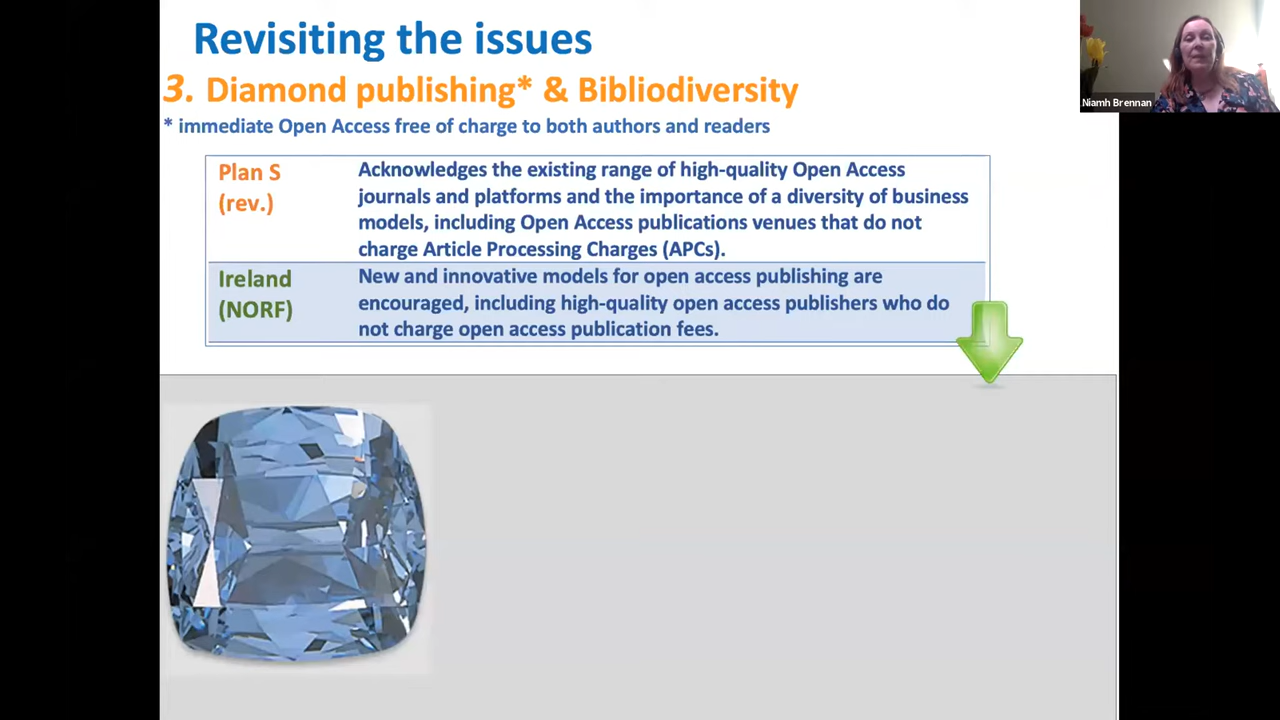 Revisiting the issues
3. Diamond publishing* & Bibliodiversity
* immediate Open Access free of charge to both authors and readers
Plan S
(rev.)
Acknowledges the existing range of high-quality Open Access
journals and platforms and the importance of a diversity of business
models, including Open Access publications venues that do not
charge Article Processing Charges (APCs).
Ireland
(NORF)
New and innovative models for open access publishing are
encouraged, including high-quality open access publishers who do
not charge open access publication fees.
Niamh Brennan